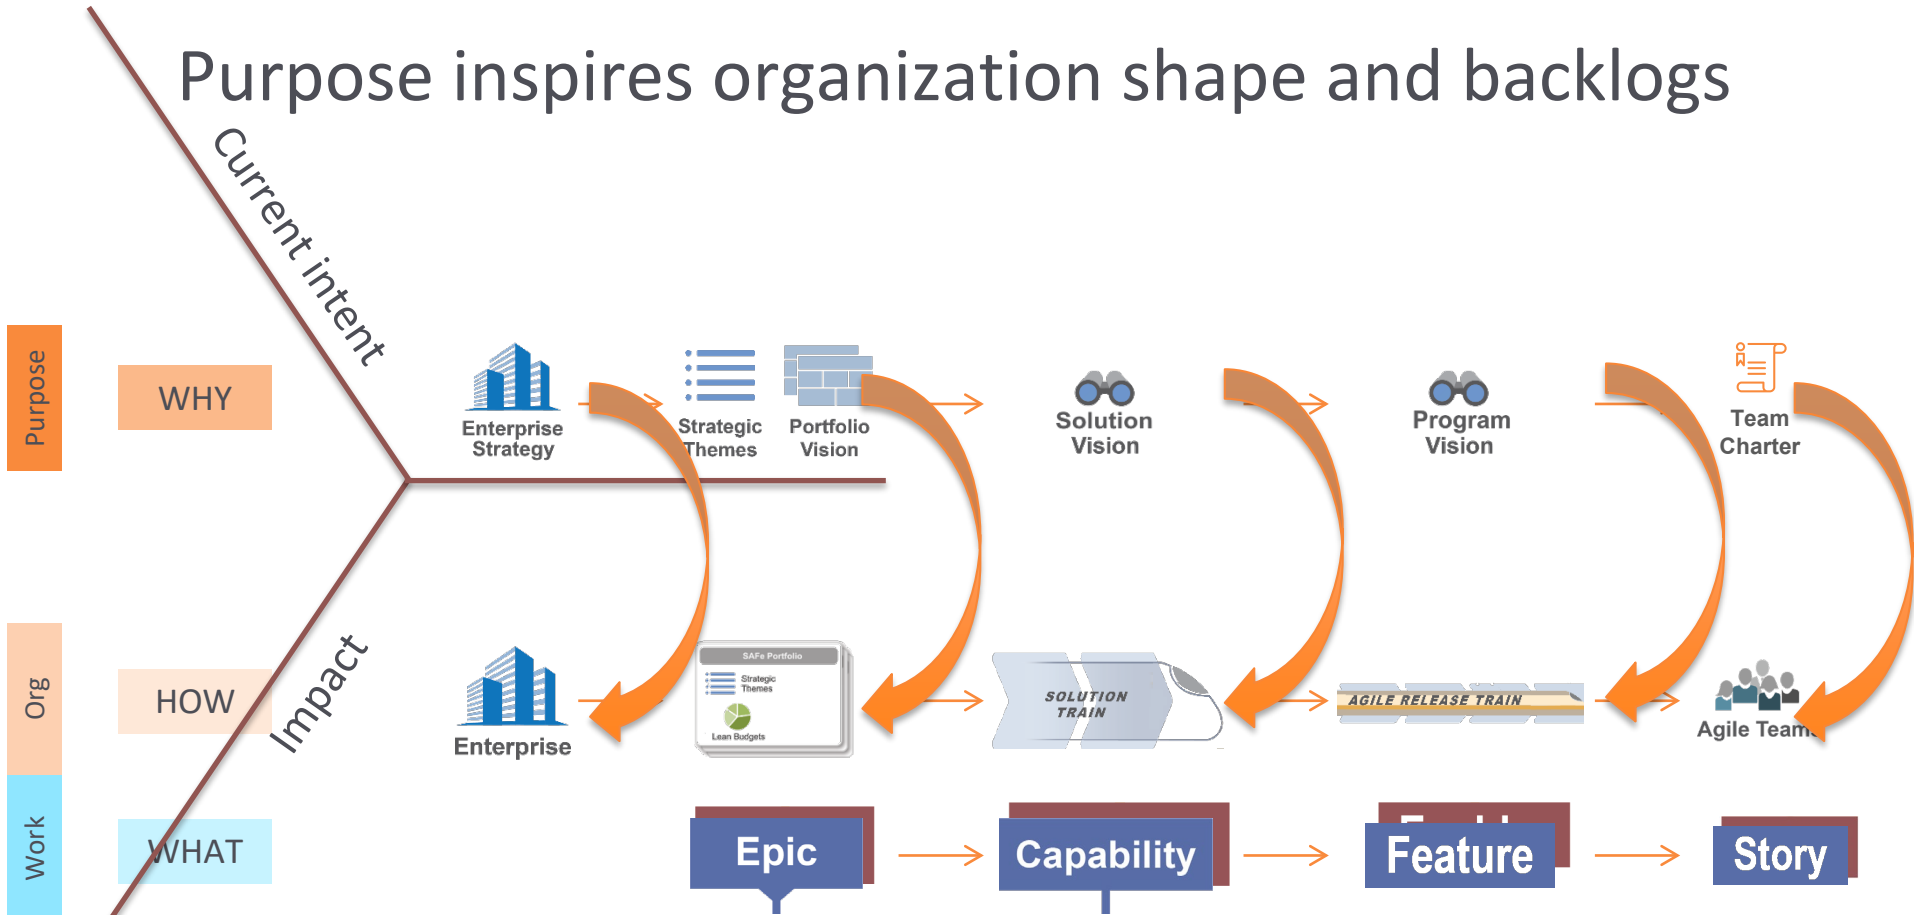 Purpose inspires organization shape and backlogs
Current intent
Purpose
WHY
Enterprise
Strategy
Strategic
Themes
Portfolio
Vision
Solution
Vision
Program
Vision
Team
Charter
Impact
Org
HOW
Enterprise
SAFe Portfolio
Strategic
Themes
Lean Budgets
SOLUTION
TRAIN
AGILE RELEASE TRAIN
Agile Teams
Work
WHAT
Epic
Capability
Feature
Story